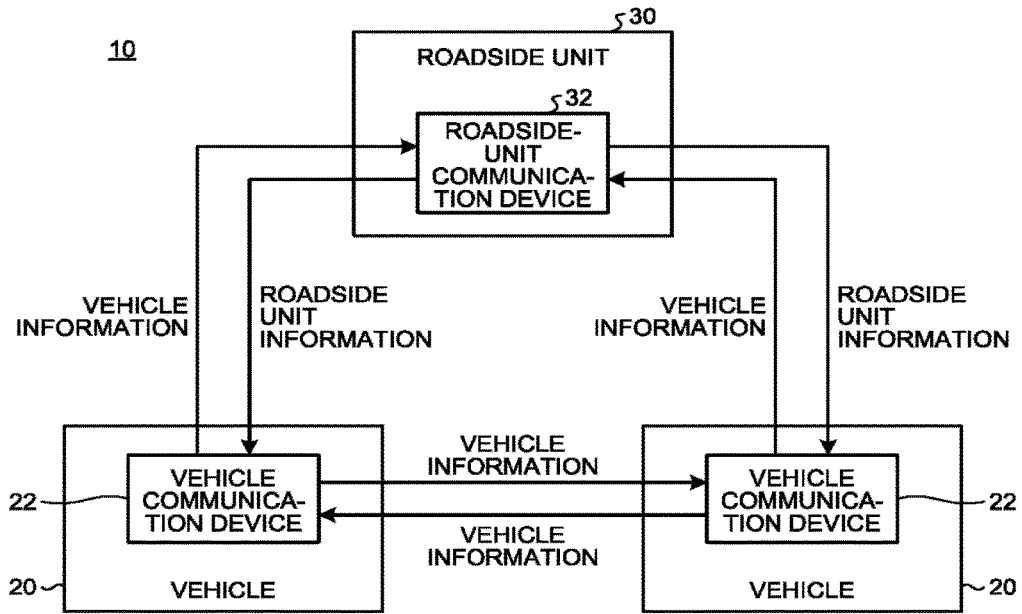 10
30
ROADSIDE UNIT
32
ROADSIDE-
UNIT
COMMUNICA-
TION DEVICE
VEHICLE
INFORMATION
ROADSIDE
UNIT
INFORMATION
VEHICLE
INFORMATION
ROADSIDE
UNIT
INFORMATION
VEHICLE
INFORMATION
22
VEHICLE
COMMUNICA-
TION DEVICE
VEHICLE
COMMUNICA-
TION DEVICE
22
VEHICLE
INFORMATION
20
VEHICLE
VEHICLE
20